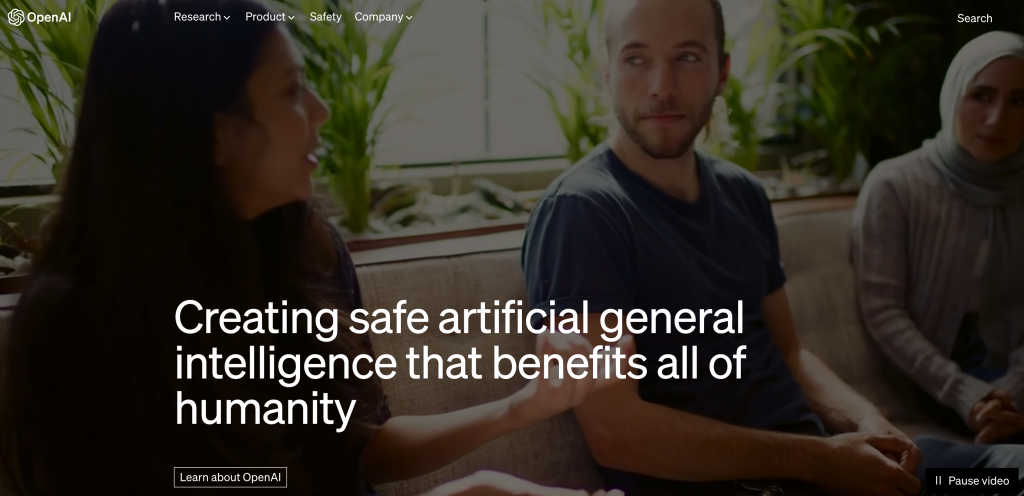 OpenAI
Research Product Safety Company Search
Creating safe artificial general
intelligence that benefits all of
humanity
Learn about OpenAI
Pause video